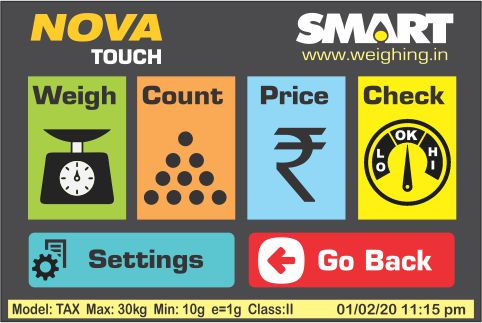 NOVA
TOUCH
SMART
www.weighing.in
Weigh
Count
Price
Check
₹
LO OK HI
Settings
Go Back
Model: TAX Max: 30kg Min: 10g e=1g Class:II 01/02/20 11:15 pm